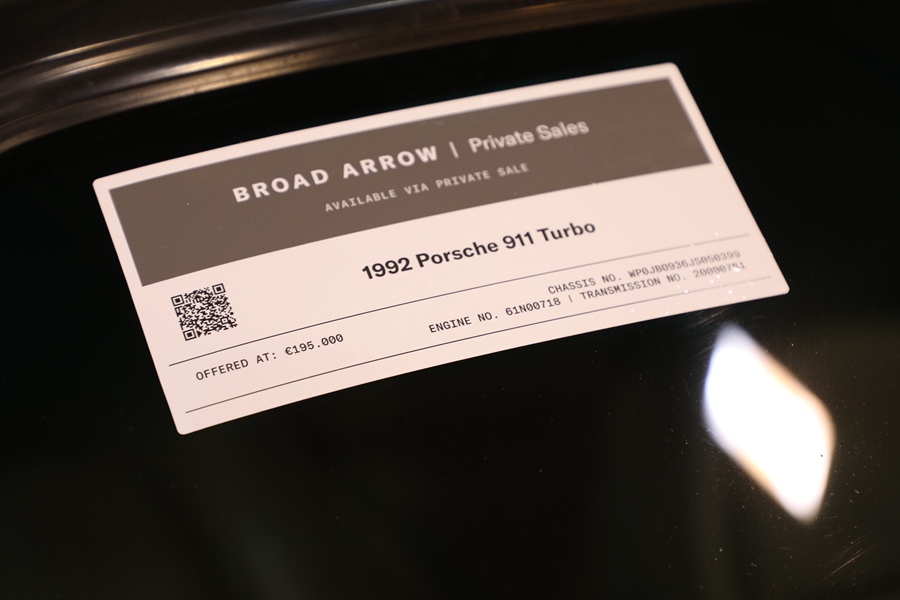 BROAD ARROW | Private Sales
AVAILABLE VIA PRIVATE SALE
1992 Porsche 911 Turbo
CHASSIS NO. WP0JB0936JS050399
OFFERED AT: €195.000
ENGINE NO. 61N00718 | TRANSMISSION NO.